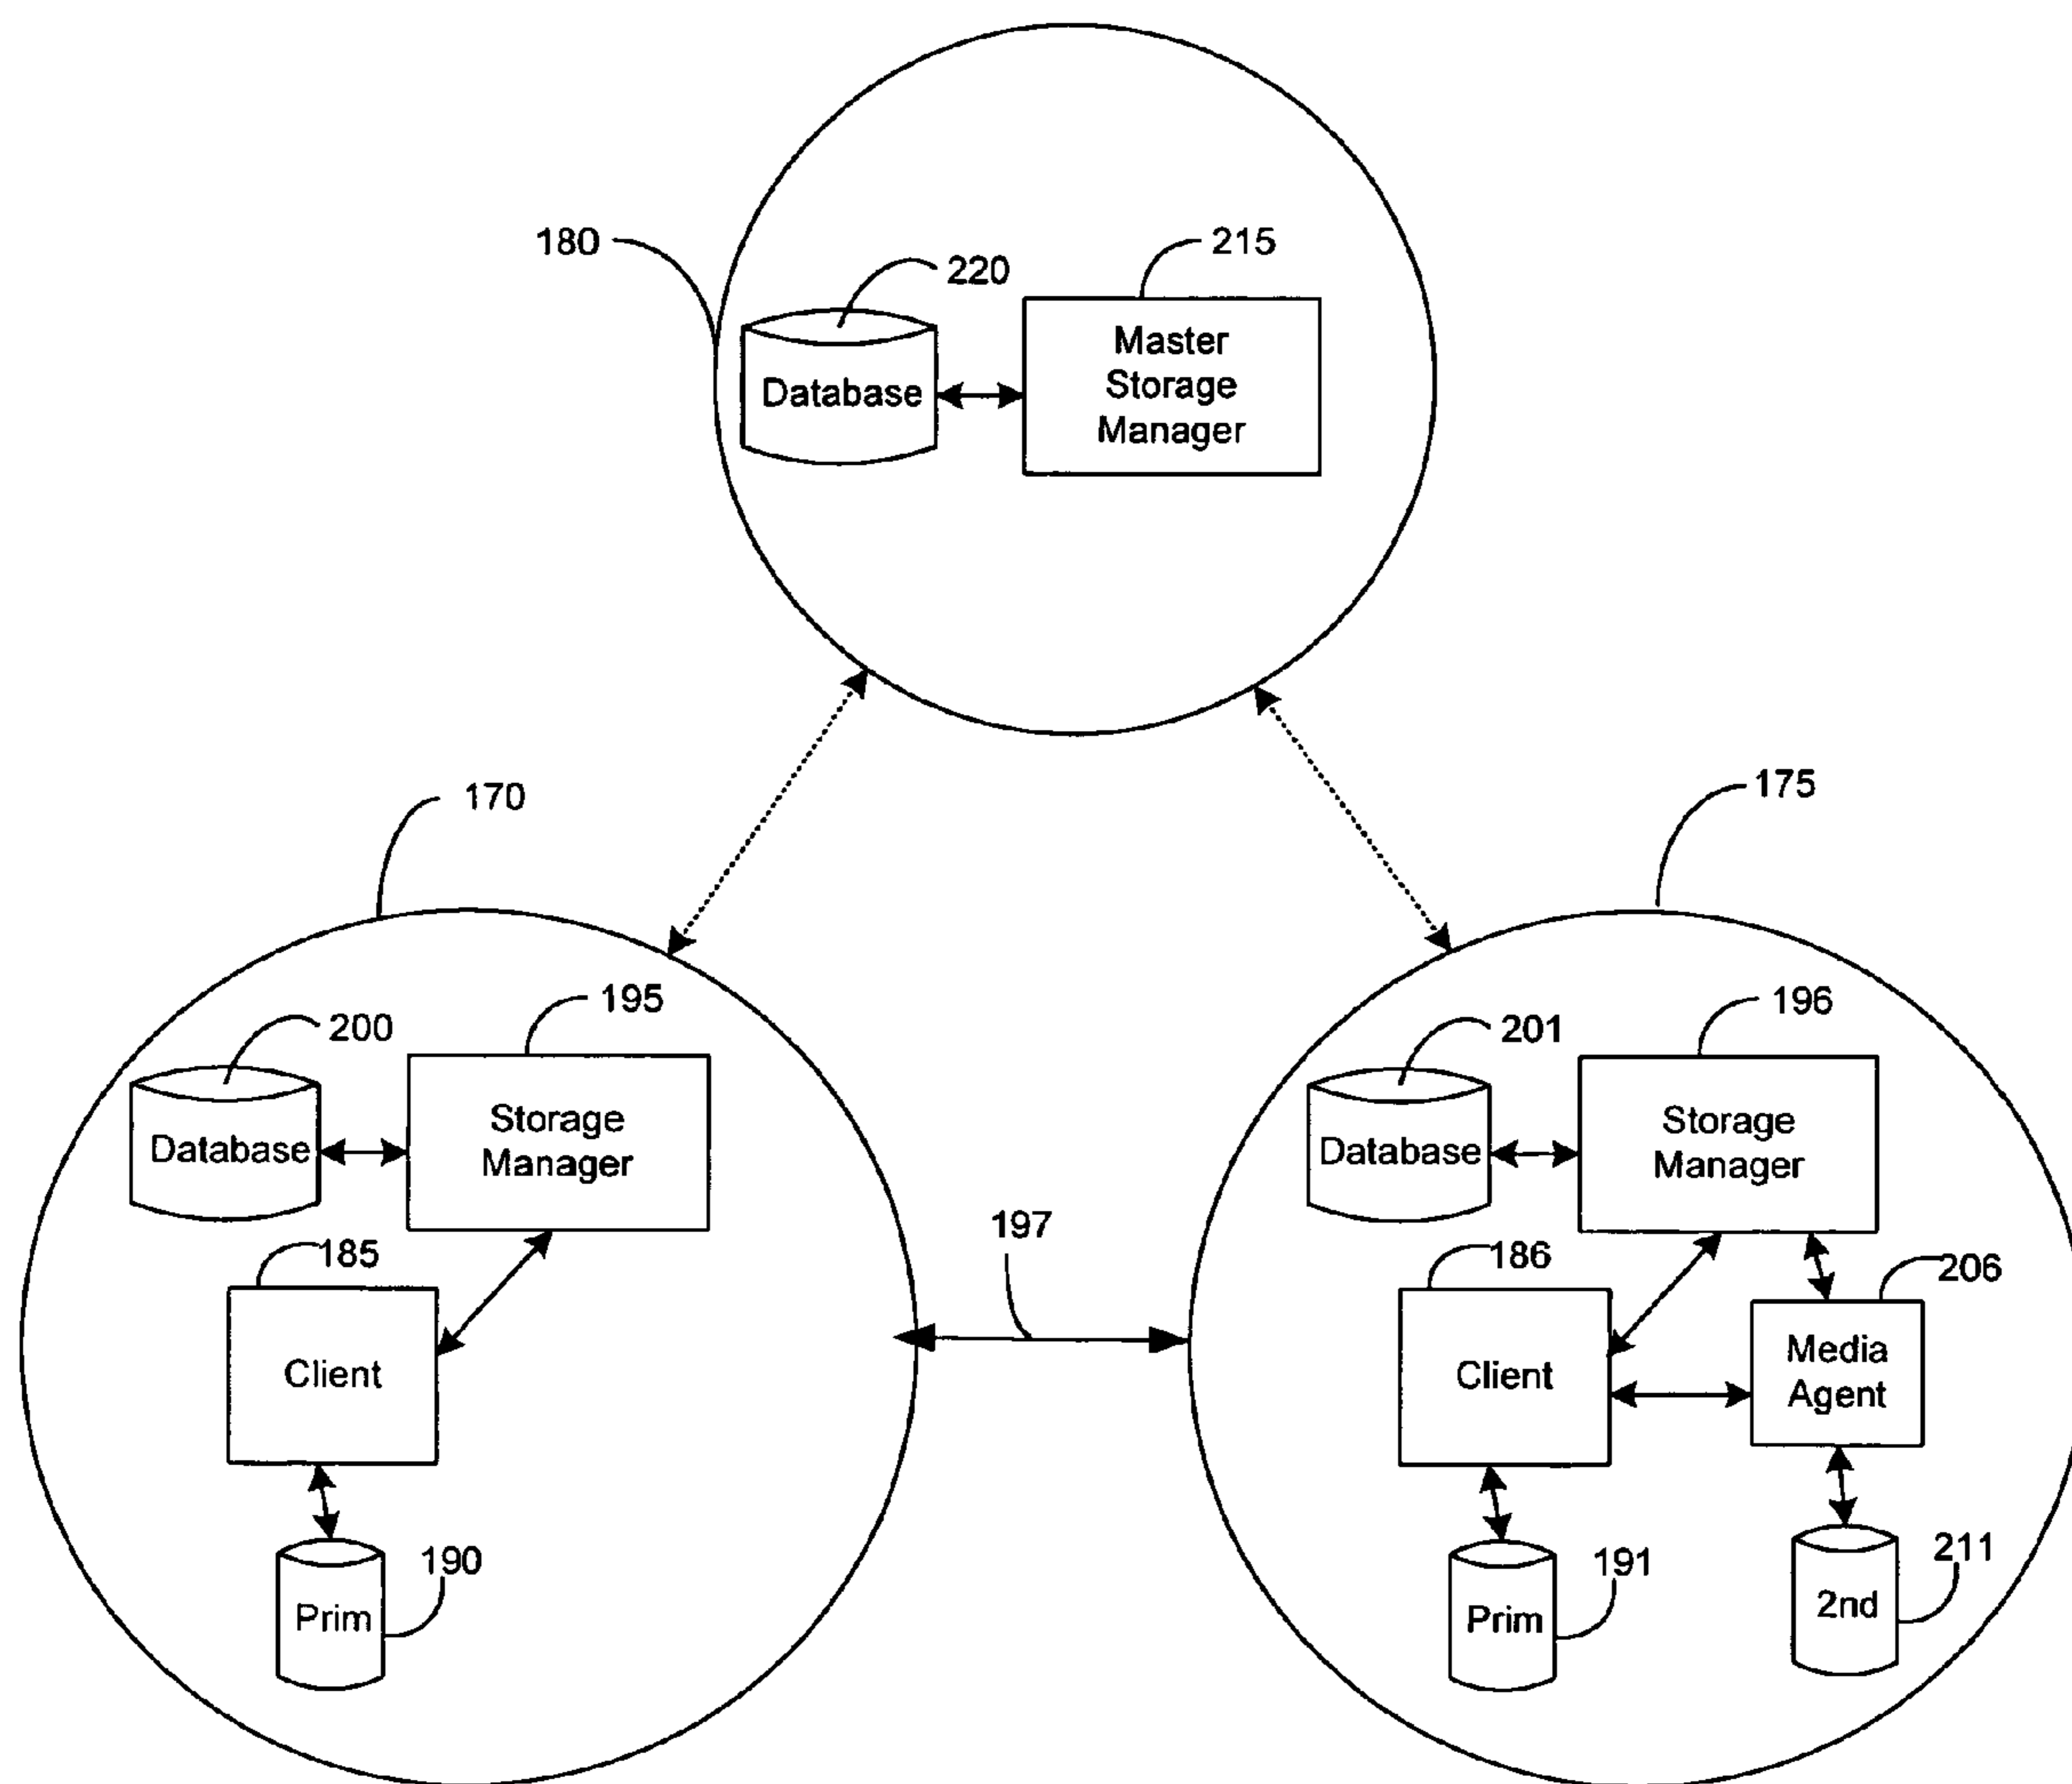 180
220
215
Database
Master
Storage
Manager
170
175
200
195
Database
Storage
Manager
185
Client
190
Prim
197
201
196
Database
Storage
Manager
186
206
Client
Media
Agent
191
211
Prim
2nd